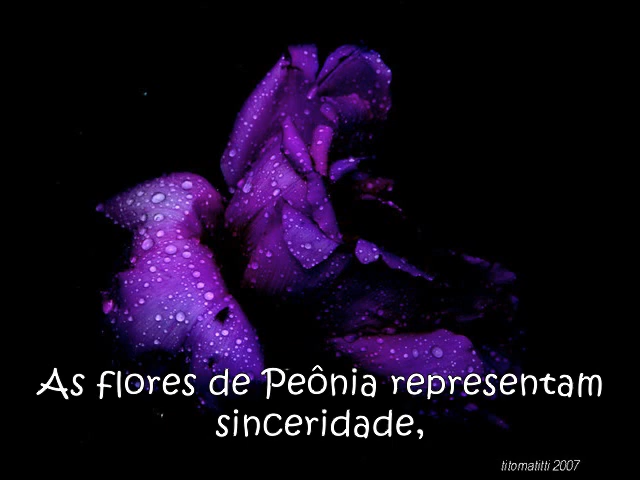 As flores de Peônia representam
sinceridade,
titomatitti 2007